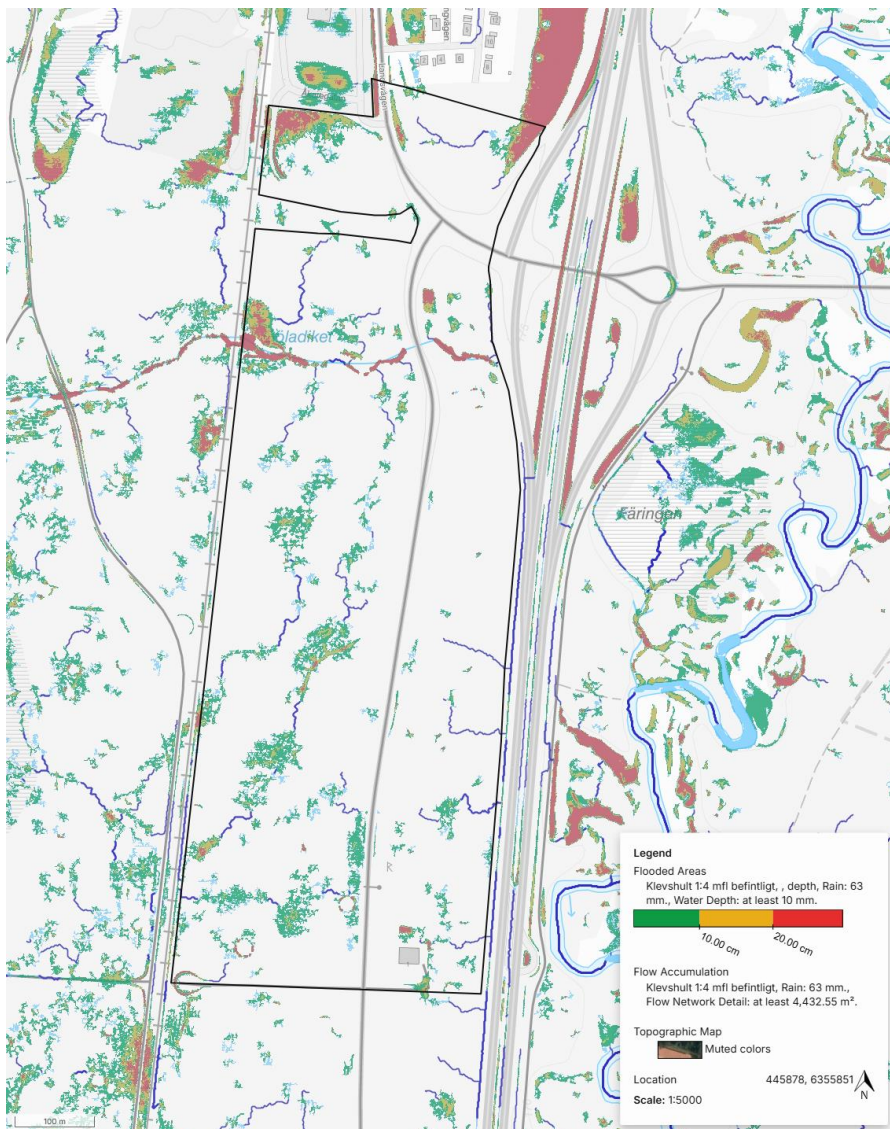 Långvägen
Öladiket
Färingen
Legend
Flooded Areas
Klevshult 1:4 mfl befintligt, , depth, Rain: 63
mm., Water Depth: at least 10 mm.
10.00 cm
20.00 cm
Flow Accumulation
Klevshult 1:4 mfl befintligt, Rain: 63 mm.,
Flow Network Detail: at least 4,432.55 m².
Topographic Map
Muted colors
Location 445878, 6355851
N
Scale: 1:5000
100 m